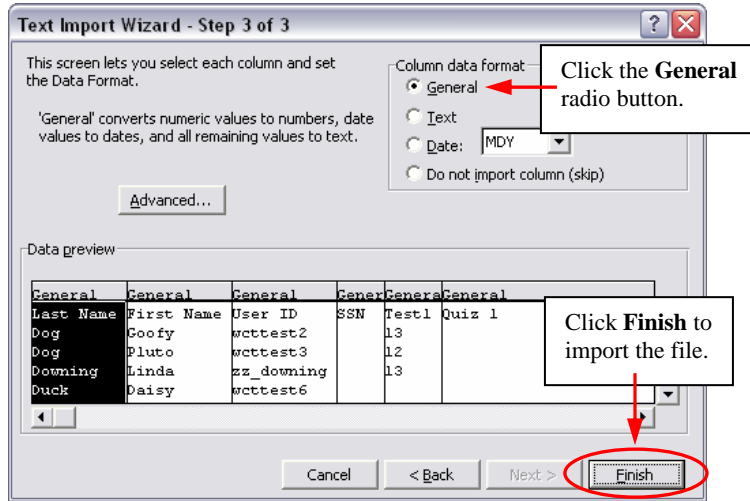 Text Import Wizard - Step 3 of 3
This screen lets you select each column and set
the Data Format.
'General' converts numeric values to numbers, date
values to dates, and all remaining values to text.
Advanced...
Column data format
General
Text
Date: MDY
Do not import column (skip)
Click the General
radio button.
Data preview
General General General GenerGeneraGeneral
Last Name First Name User ID SSN Test1 Quiz 1
Dog Goofy wcttest2 13
Dog Pluto wcttest3 12
Downing Linda zz_downing 13
Duck Daisy wcttest6
Click Finish to
import the file.
Cancel < Back Next > Finish